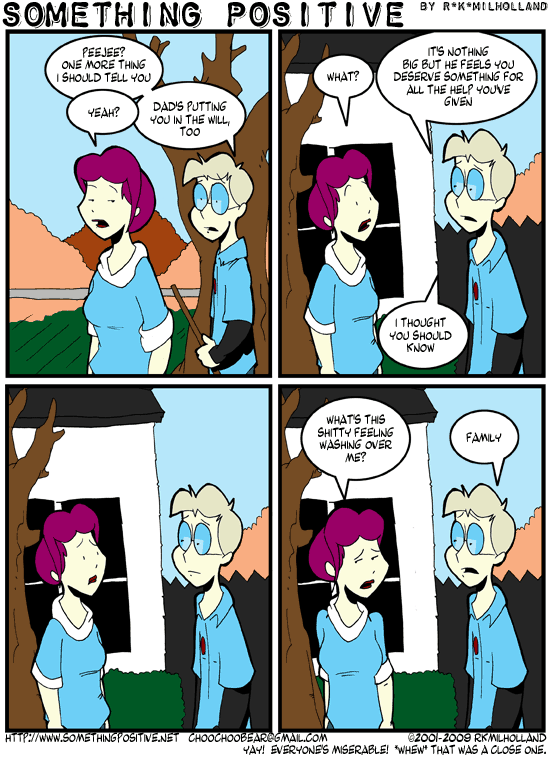 SOMETHING POSITIVE BY R*K*MILHOLLAND
PEEJEE?
ONE MORE THING
I SHOULD TELL YOU
YEAH?
DAD'S PUTTING
YOU IN THE WILL,
TOO
WHAT?
IT'S NOTHING
BIG BUT HE FEELS YOU
DESERVE SOMETHING FOR
ALL THE HELP YOU'VE
GIVEN
I THOUGHT
YOU SHOULD
KNOW
WHAT'S THIS
SHITTY FEELING
WASHING OVER
ME?
FAMILY
HTTP://WWW.SOMETHINGPOSITIVE.NET CHOOCHOOBEAR@GMAIL.COM ©2001-2009 RKMILHOLLAND
YAY! EVERYONE'S MISERABLE! *WHEW* THAT WAS A CLOSE ONE.